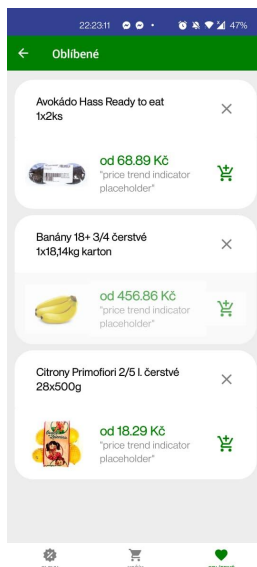 22:23:11
47%
Oblíbené
Avokádo Hass Ready to eat
1x2ks
od 68.89 Kč
"price trend indicator
placeholder"
Banány 18+ 3/4 čerstvé
1x18,14kg karton
od 456.86 Kč
"price trend indicator
placeholder"
Citrony Primofiori 2/5 I. čerstvé
28x500g
od 18.29 Kč
"price trend indicator
placeholder"